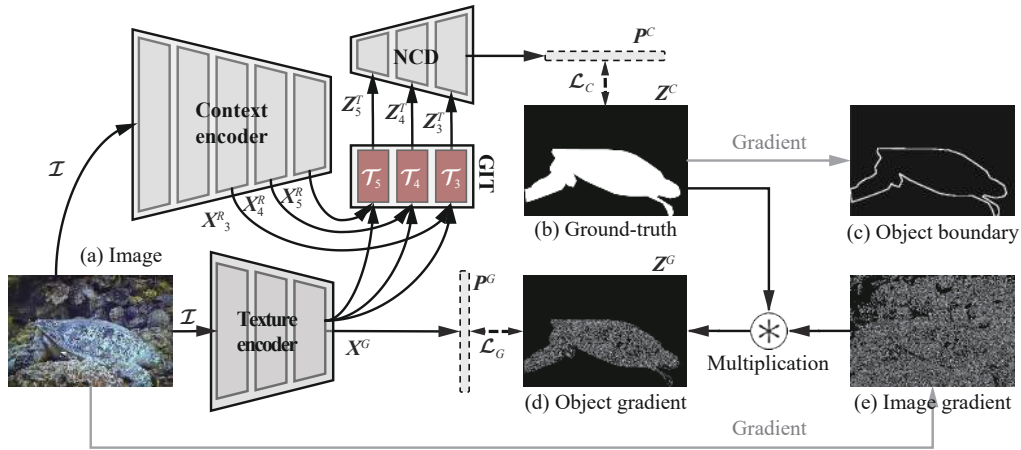 NCD
P^C
L_C
Z^C
Context
encoder
Z_5^T
Z_4^T
Z_3^T
Gradient
I
GIT
T_5
T_4
T_3
X_3^R
X_4^R
X_5^R
(a) Image
(b) Ground-truth
(c) Object boundary
I
Texture
encoder
X^G
P^G
L_G
Z^G
Multiplication
(d) Object gradient
(e) Image gradient
Gradient